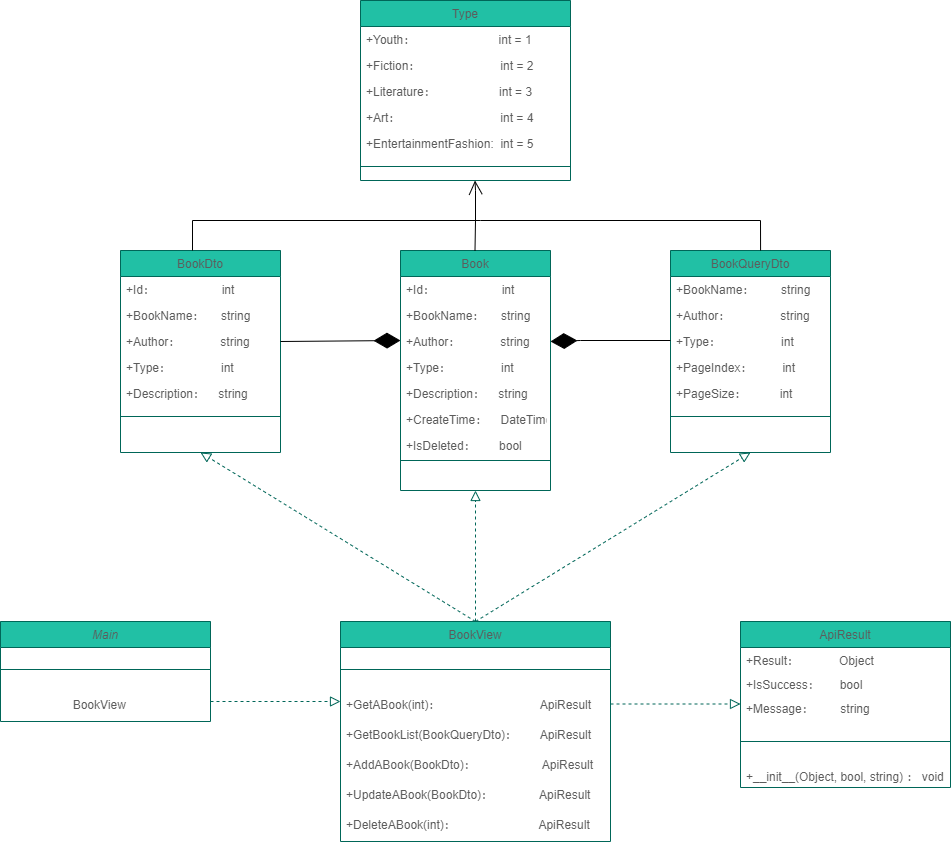 Type
+Youth: int = 1
+Fiction: int = 2
+Literature: int = 3
+Art: int = 4
+EntertainmentFashion: int = 5
BookDto
+Id: int
+BookName: string
+Author: string
+Type: int
+Description: string
Book
+Id: int
+BookName: string
+Author: string
+Type: int
+Description: string
+CreateTime: DateTim
+IsDeleted: bool
BookQueryDto
+BookName: string
+Author: string
+Type: int
+PageIndex: int
+PageSize: int
Main
BookView
BookView
+GetABook(int): ApiResult
+GetBookList(BookQueryDto): ApiResult
+AddABook(BookDto): ApiResult
+UpdateABook(BookDto): ApiResult
+DeleteABook(int): ApiResult
ApiResult
+Result: Object
+IsSuccess: bool
+Message: string
+__init__(Object, bool, string) : void